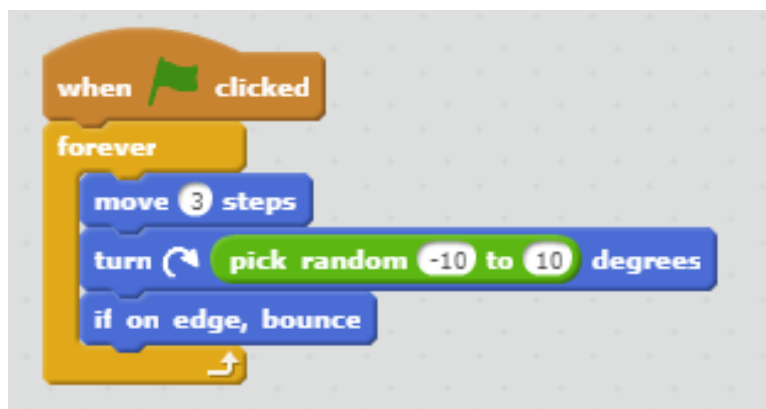 when clicked
forever
move 3 steps
turn pick random -10 to 10 degrees
if on edge, bounce